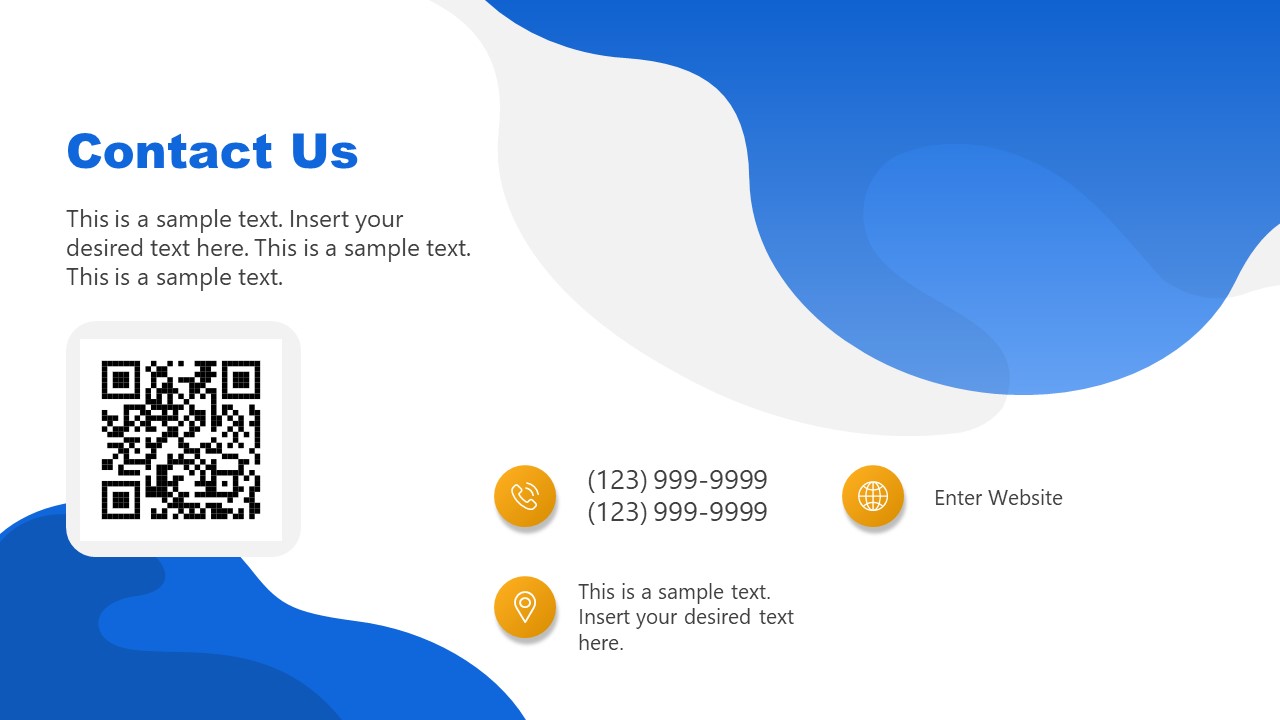 Contact Us
This is a sample text. Insert your
desired text here. This is a sample text.
This is a sample text.
(123) 999-9999
(123) 999-9999
Enter Website
This is a sample text.
Insert your desired text
here.